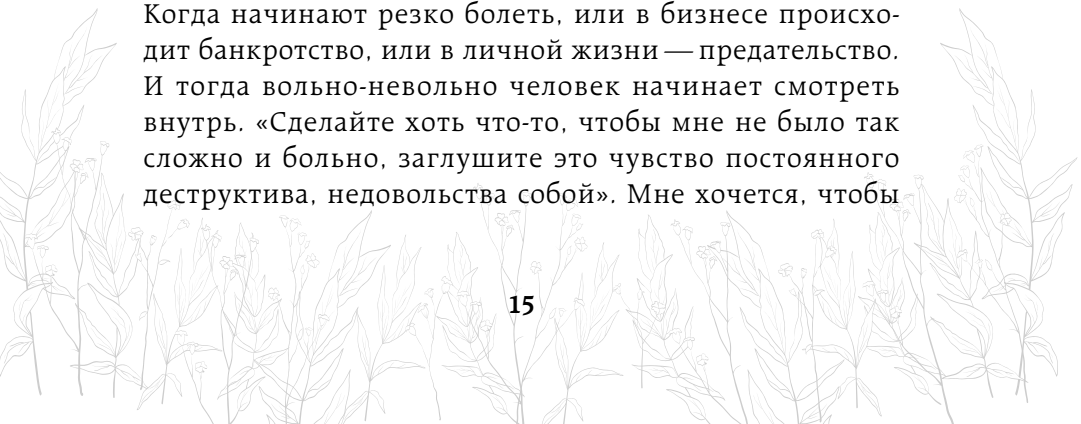 Когда начинают резко болеть, или в бизнесе происхо-
дит банкротство, или в личной жизни — предательство.
И тогда вольно-невольно человек начинает смотреть
внутрь. «Сделайте хоть что-то, чтобы мне не было так
сложно и больно, заглушите это чувство постоянного
деструктива, недовольства собой». Мне хочется, чтобы
15